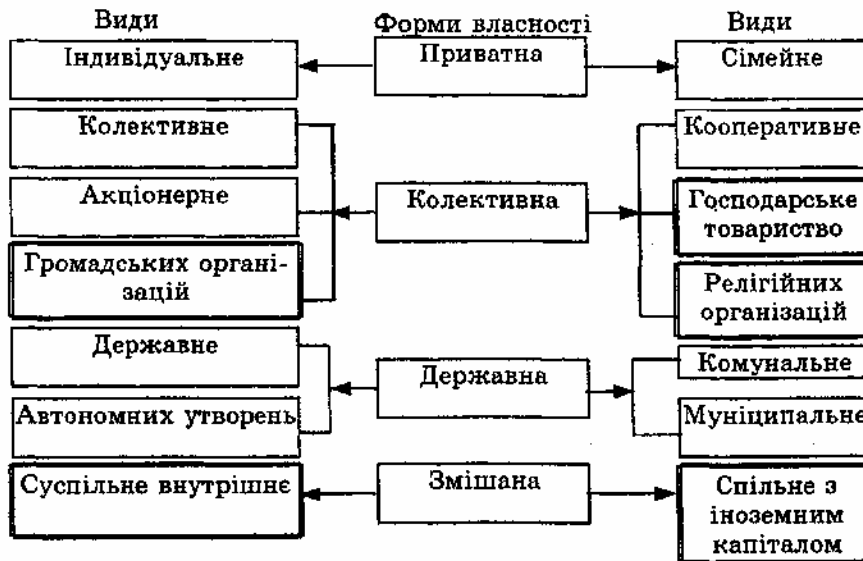 Види
Форми власності
Види
Індивідуальне
Приватна
Сімейне
Колективне
Кооперативне
Акціонерне
Колективна
Господарське
товариство
Громадських органі-
зацій
Релігійних
організацій
Державне
Державна
Комунальне
Автономних утворень
Муніципальне
Суспільне внутрішнє
Змішана
Спільне з
іноземним
капіталом